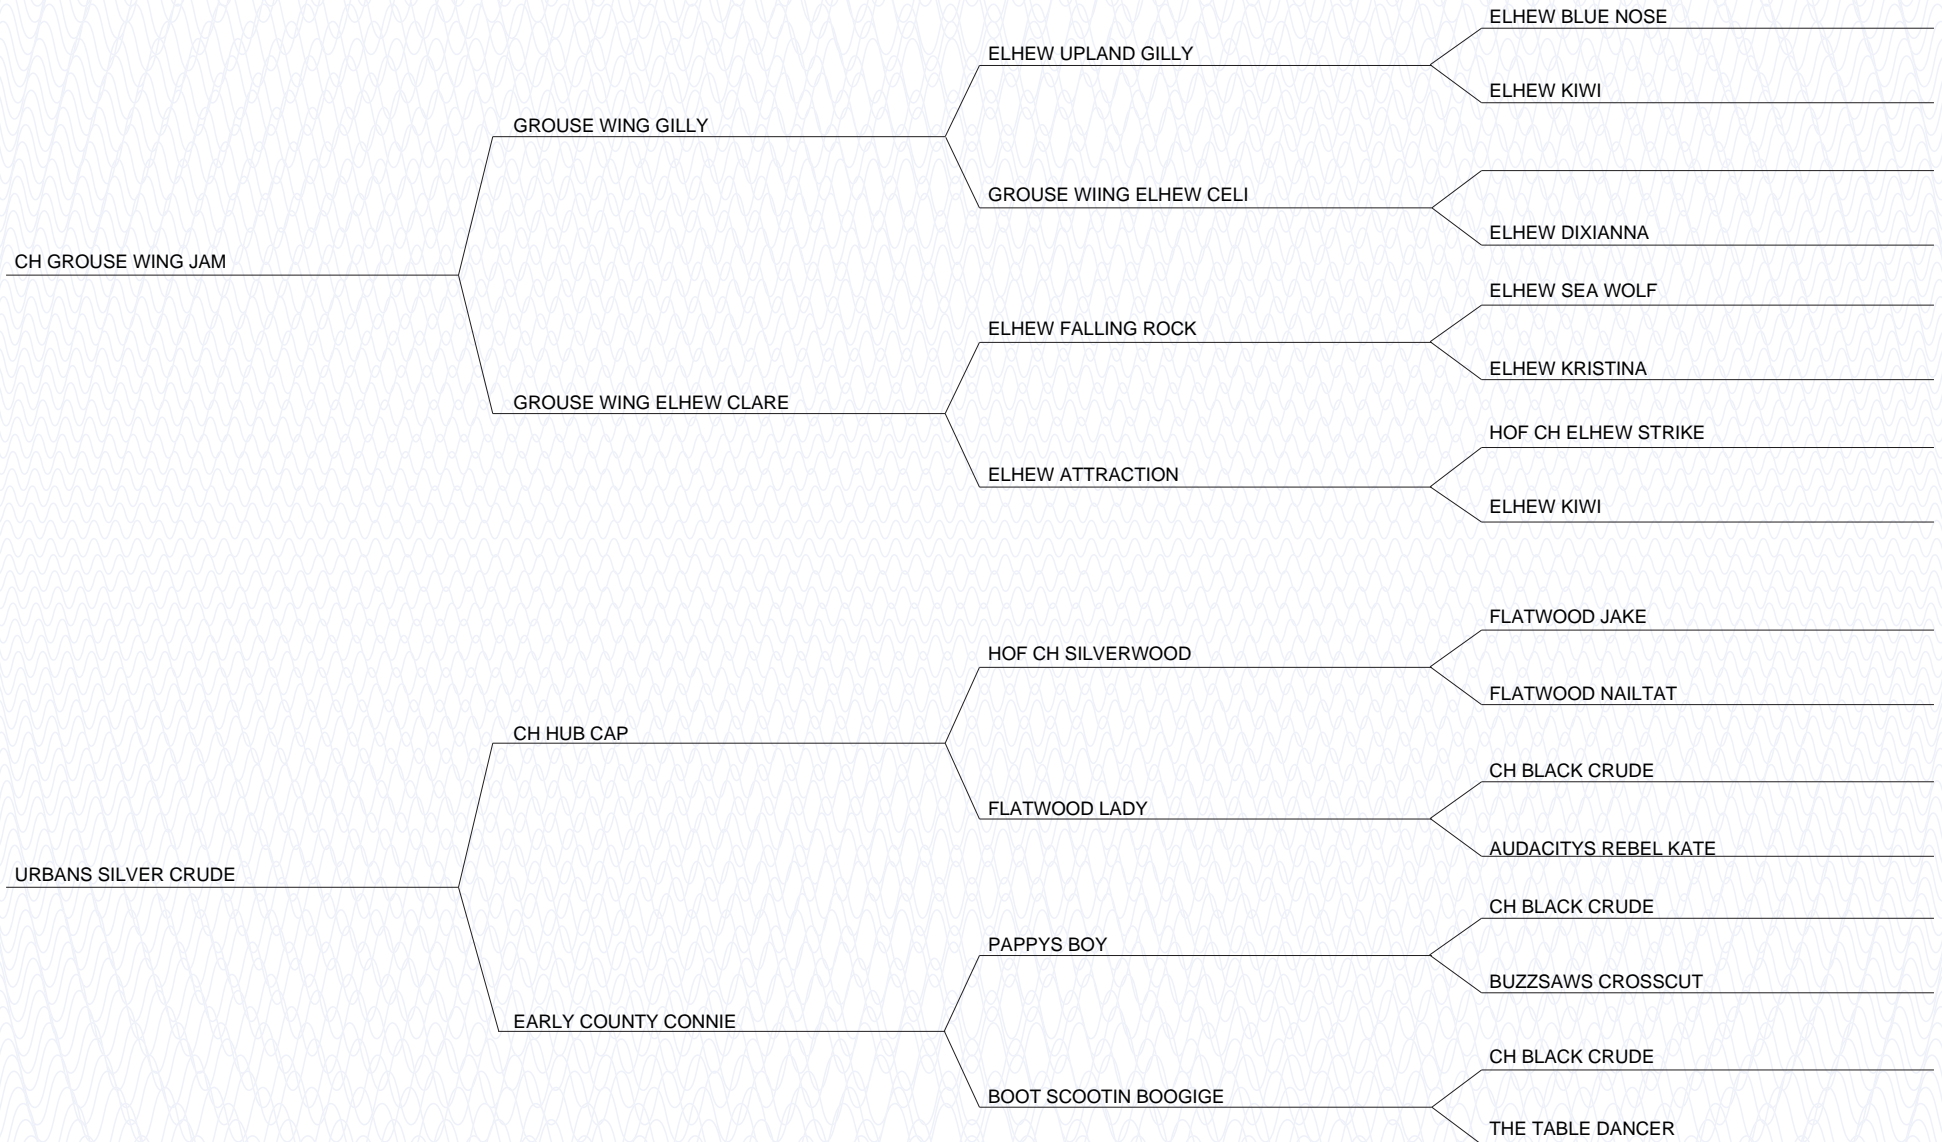 ELHEW BLUE NOSE
ELHEW UPLAND GILLY
ELHEW KIWI
GROUSE WING GILLY
GROUSE WIING ELHEW CELI
ELHEW DIXIANNA
CH GROUSE WING JAM
ELHEW SEA WOLF
ELHEW FALLING ROCK
ELHEW KRISTINA
GROUSE WING ELHEW CLARE
HOF CH ELHEW STRIKE
ELHEW ATTRACTION
ELHEW KIWI
FLATWOOD JAKE
HOF CH SILVERWOOD
FLATWOOD NAILTAT
CH HUB CAP
CH BLACK CRUDE
FLATWOOD LADY
AUDACITYS REBEL KATE
URBANS SILVER CRUDE
CH BLACK CRUDE
PAPPYS BOY
BUZZSAWS CROSSCUT
EARLY COUNTY CONNIE
CH BLACK CRUDE
BOOT SCOOTIN BOOGIGE
THE TABLE DANCER